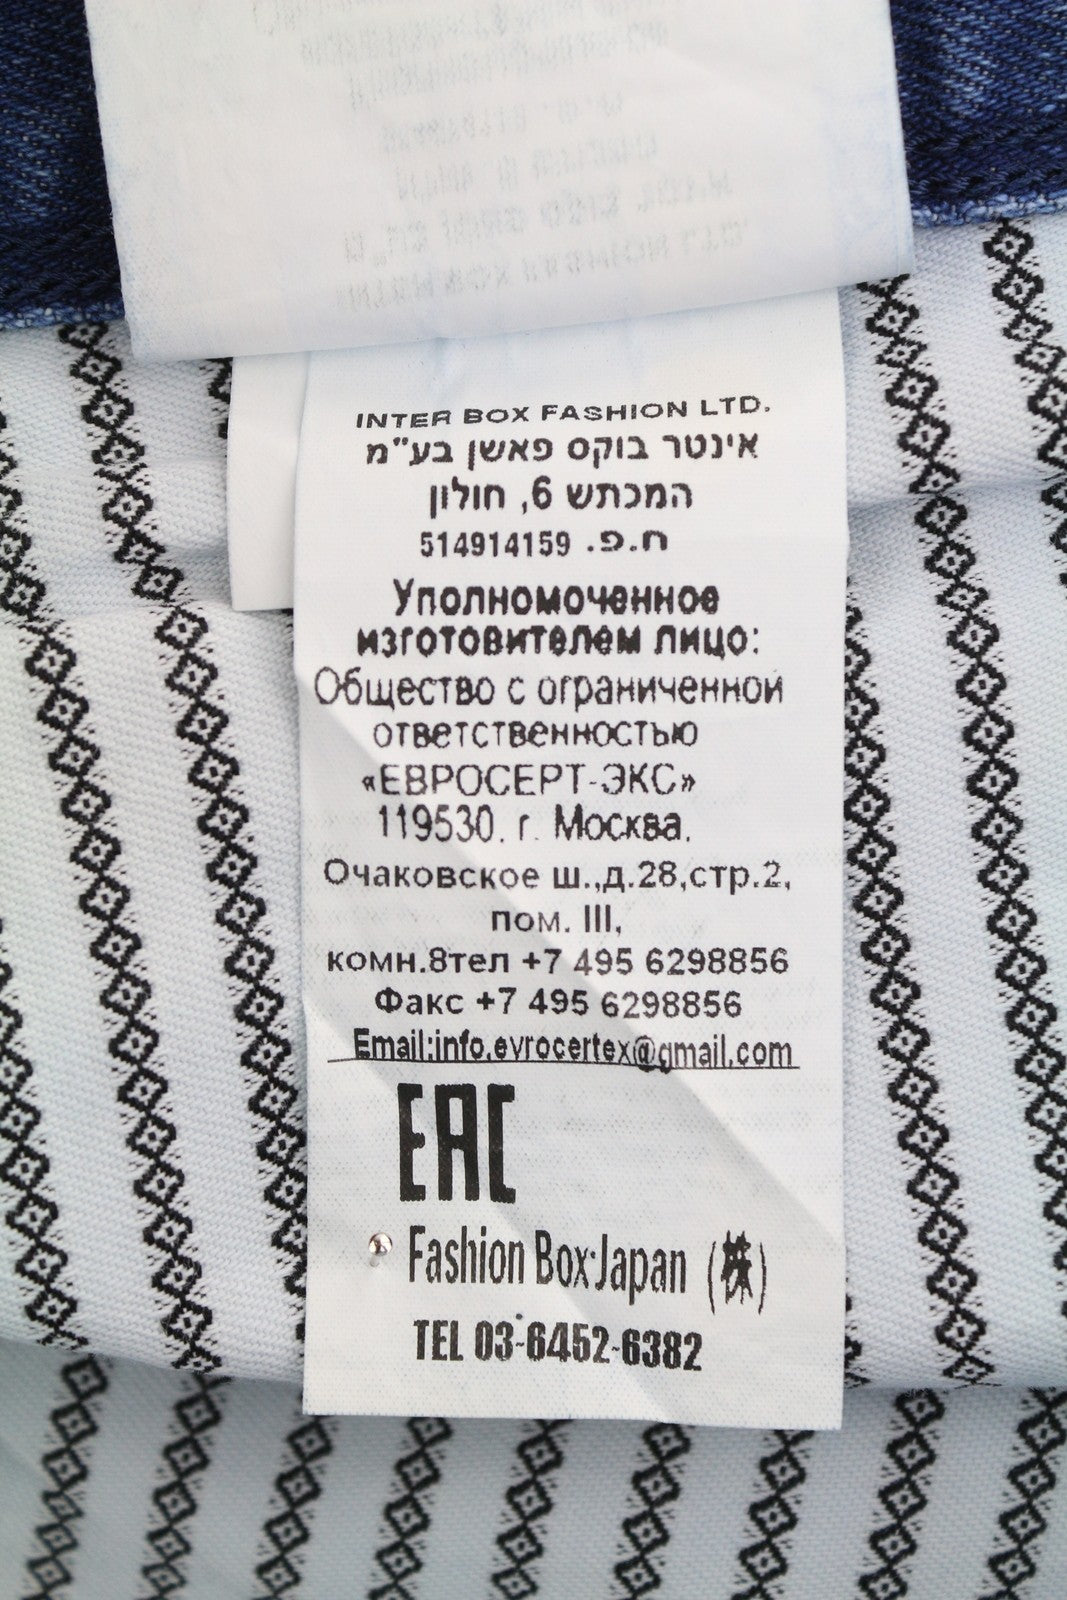 INTER BOX FASHION LTD.
אינטר בוקס פאשן בע"מ
המכתש 6, חולון
ח.פ. 514914159
Уполномоченное
изготовителем лицо:
Общество с ограниченной
ответственностью
«ЕВРОСЕРТ-ЭКС»
119530. г. Москва.
Очаковское ш.,д.28,стр.2,
пом. III,
комн.8тел +7 495 6298856
Факс +7 495 6298856
Email:info.evrocertex@gmail.com
EAC
Fashion Box Japan (株)
TEL 03-6452-6382